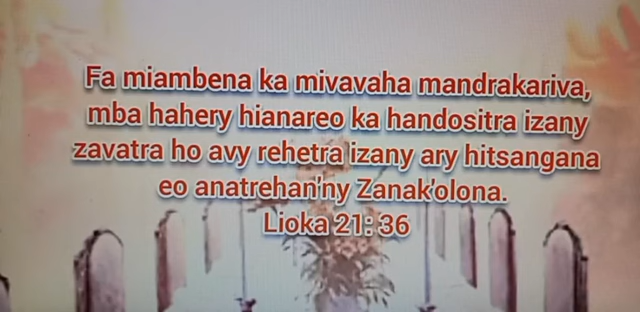 Fa miambena ka mivavaha mandrakariva,
mba hahery hianareo ka handositra izany
zavatra ho avy rehetra izany ary hitsangana
eo anatrehan'ny Zanak'olona.
Lioka 21: 36